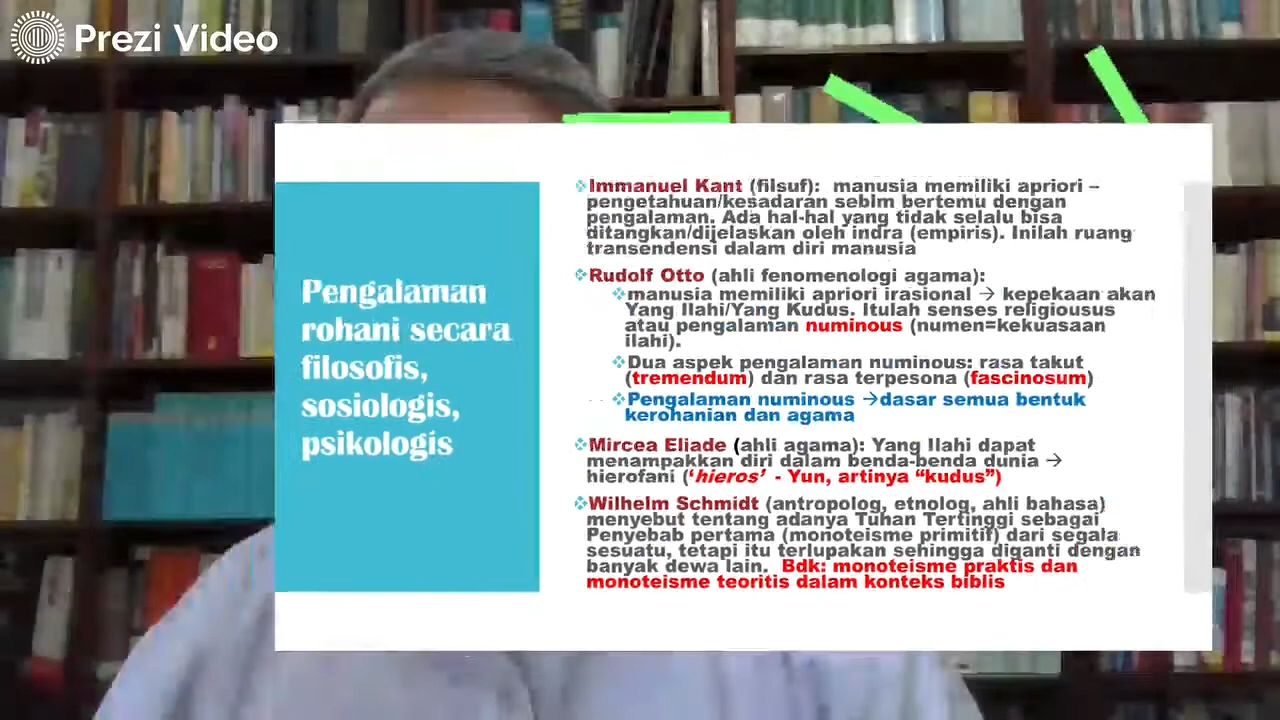 Prezi Video
Pengalaman
rohani secara
filosofis,
sosiologis,
psikologis
Immanuel Kant (filsuf): manusia memiliki apriori –
pengetahuan/kesadaran seblm bertemu dengan
pengalaman. Ada hal-hal yang tidak selalu bisa
ditangkan/dijelaskan oleh indra (empiris). Inilah ruang
transendensi dalam diri manusia
Rudolf Otto (ahli fenomenologi agama):
manusia memiliki apriori irasional → kepekaan akan
Yang Ilahi/Yang Kudus. Itulah senses religiousus
atau pengalaman numinous (numen=kekuasaan
ilahi).
Dua aspek pengalaman numinous: rasa takut
(tremendum) dan rasa terpesona (fascinosum)
Pengalaman numinous →dasar semua bentuk
kerohanian dan agama
Mircea Eliade (ahli agama): Yang Ilahi dapat
menampakkan diri dalam benda-benda dunia →
hierofani (‘hieros’ - Yun, artinya “kudus”)
Wilhelm Schmidt (antropolog, etnolog, ahli bahasa)
menyebut tentang adanya Tuhan Tertinggi sebagai
Penyebab pertama (monoteisme primitif) dari segala
sesuatu, tetapi itu terlupakan sehingga diganti dengan
banyak dewa lain. Bdk: monoteisme praktis dan
monoteisme teoritis dalam konteks biblis